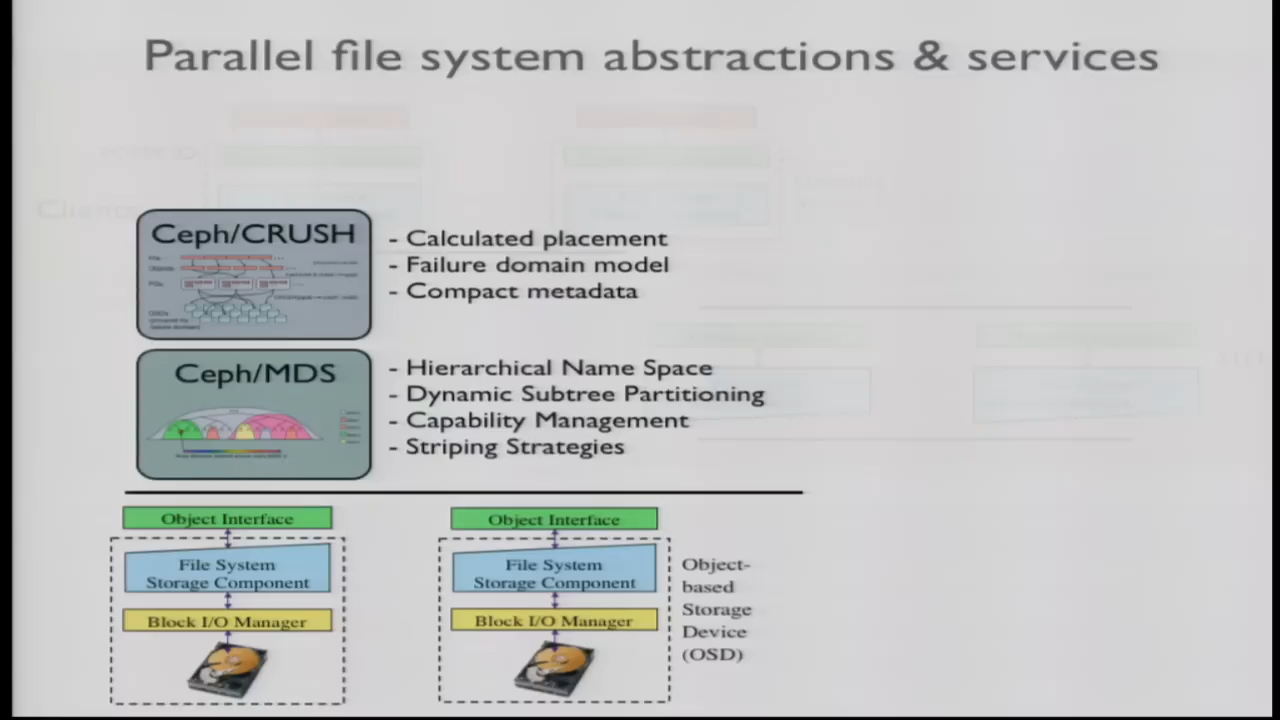 Parallel file system abstractions & services
Ceph/CRUSH
- Calculated placement
- Failure domain model
- Compact metadata
Ceph/MDS
- Hierarchical Name Space
- Dynamic Subtree Partitioning
- Capability Management
- Striping Strategies
Object Interface
File System
Storage Component
Block I/O Manager
Object Interface
File System
Storage Component
Block I/O Manager
Object-
based
Storage
Device
(OSD)
Clients